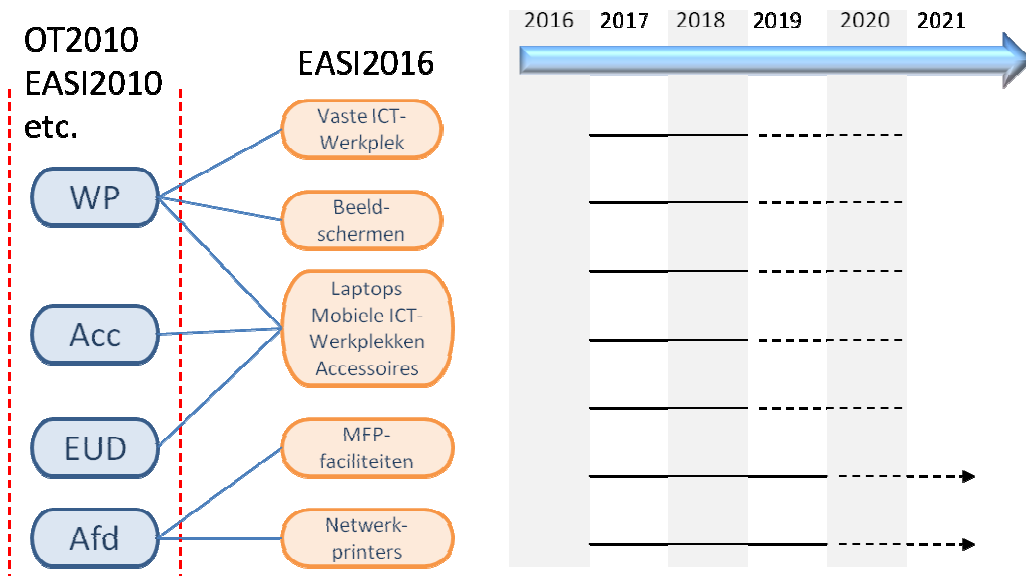 OT2010
EASI2010
etc.
WP
Acc
EUD
Afd
EASI2016
Vaste ICT-
Werkplek
Beeld-
schermen
Laptops
Mobiele ICT-
Werkplekken
Accessoires
MFP-
faciliteiten
Netwerk-
printers
2016 2017 2018 2019 2020 2021